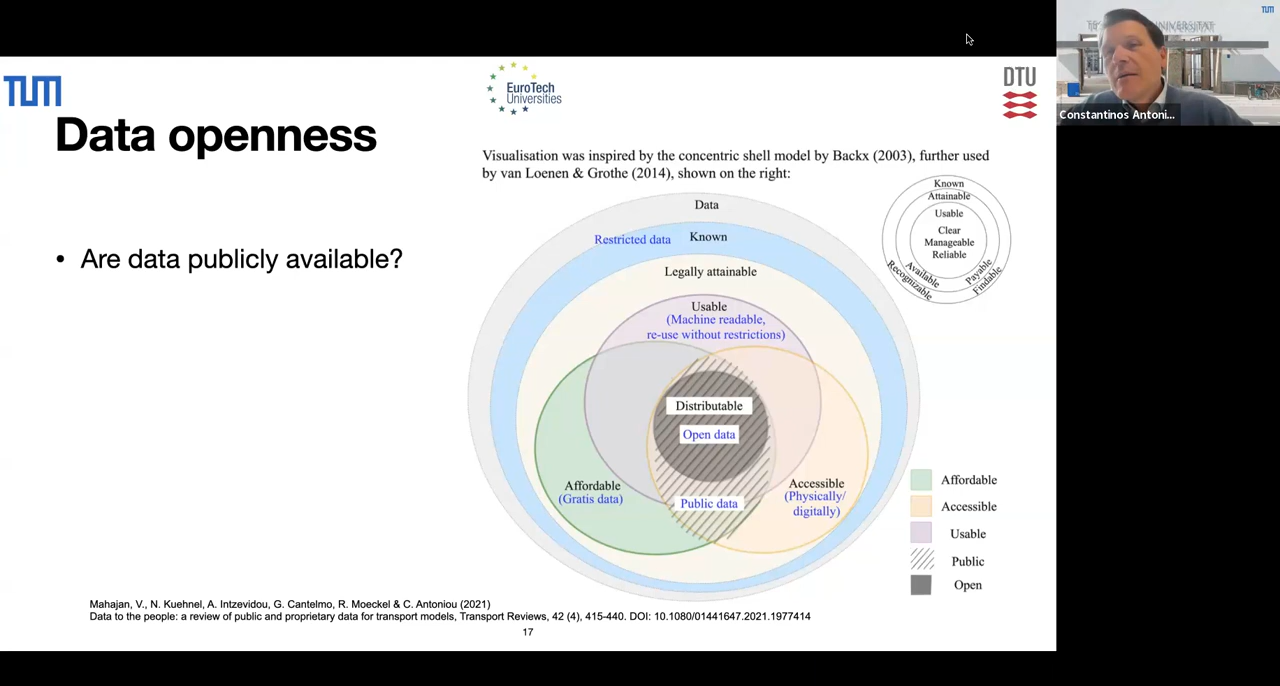 TUM
EuroTech
Universities
DTU
Data openness
• Are data publicly available?
Visualisation was inspired by the concentric shell model by Backx (2003), further used
by van Loenen & Grothe (2014), shown on the right:
Known
Attainable
Usable
Clear
Manageable
Reliable
Available
Payable
Recognizable
Findable
Data
Restricted data
Known
Legally attainable
Usable
(Machine readable,
re-use without restrictions)
Distributable
Open data
Affordable
(Gratis data)
Public data
Accessible
(Physically/
digitally)
Affordable
Accessible
Usable
Public
Open
Mahajan, V., N. Kuehnel, A. Intzevidou, G. Cantelmo, R. Moeckel & C. Antoniou (2021)
Data to the people: a review of public and proprietary data for transport models, Transport Reviews, 42 (4), 415-440. DOI: 10.1080/01441647.2021.1977414
17
TUM
Constantinos Antoni...